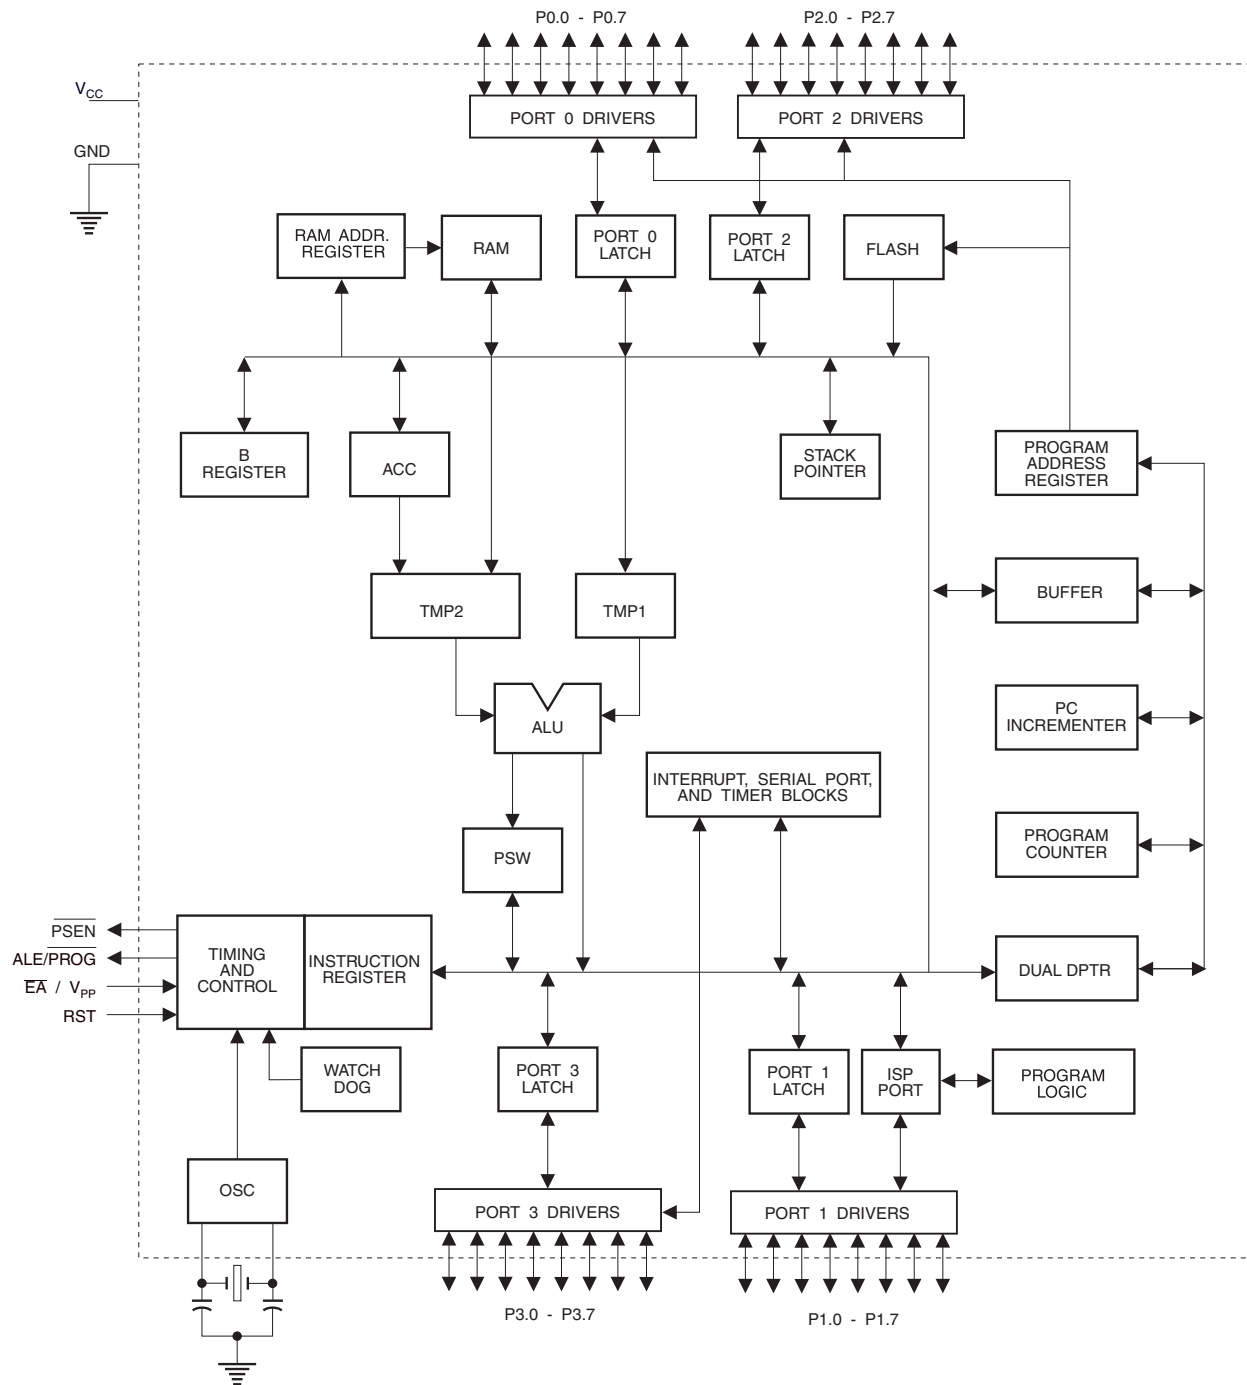 P0.0 - P0.7
P2.0 - P2.7
VCC
PORT 0 DRIVERS
PORT 2 DRIVERS
GND
RAM ADDR.
REGISTER
RAM
PORT 0
LATCH
PORT 2
LATCH
FLASH
B
REGISTER
ACC
STACK
POINTER
PROGRAM
ADDRESS
REGISTER
TMP2
TMP1
BUFFER
ALU
PC
INCREMENTER
INTERRUPT, SERIAL PORT,
AND TIMER BLOCKS
PSW
PROGRAM
COUNTER
PSEN
ALE/PROG
EA / VPP
RST
TIMING
AND
CONTROL
INSTRUCTION
REGISTER
DUAL DPTR
WATCH
DOG
PORT 3
LATCH
PORT 1
LATCH
ISP
PORT
PROGRAM
LOGIC
OSC
PORT 3 DRIVERS
PORT 1 DRIVERS
P3.0 - P3.7
P1.0 - P1.7